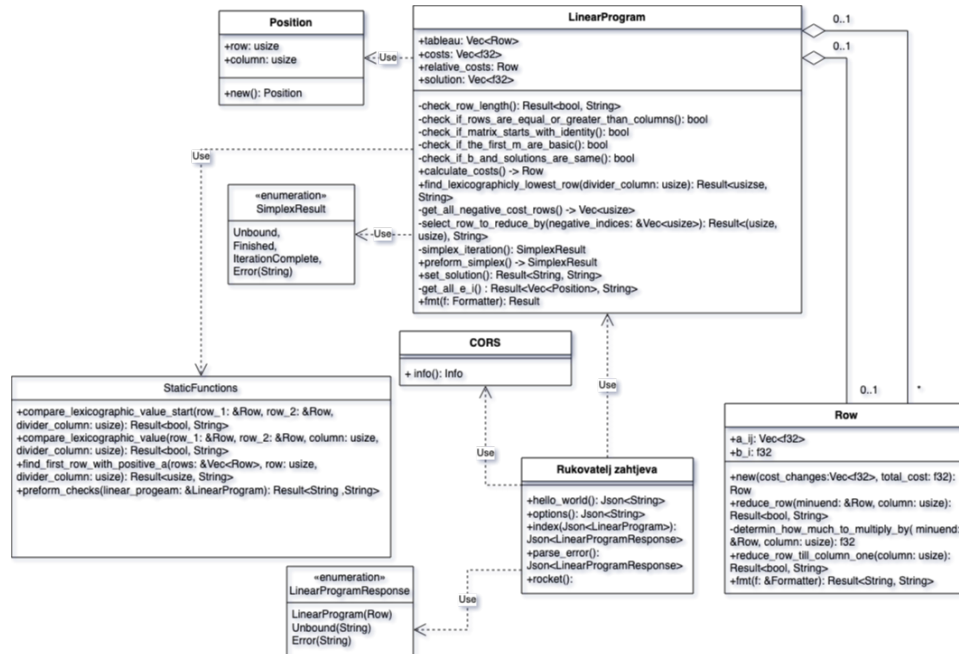 Position
+row: usize
+column: usize
+new(): Position
Use
LinearProgram
+tableau: Vec<Row>
+costs: Vec<f32>
+relative_costs: Row
+solution: Vec<f32>
-check_row_length(): Result<bool, String>
-check_if_rows_are_equal_or_greater_than_columns(): bool
-check_if_matrix_starts_with_identity(): bool
-check_if_the_first_m_are_basic(): bool
-check_if_b_and_solutions_are_same(): bool
+calculate_costs() -> Row
+find_lexicographicly_lowest_row(divider_column: usize): Result<usizse,
String>
-get_all_negative_cost_rows() -> Vec<usize>
-select_row_to_reduce_by(negative_indices: &Vec<usize>): Result<(usize,
usize), String>
-simplex_iteration(): SimplexResult
+preform_simplex() -> SimplexResult
+set_solution(): Result<String, String>
-get_all_e_i() : Result<Vec<Position>, String>
+fmt(f: Formatter): Result
0..1
0..1
Use
«enumeration»
SimplexResult
Unbound,
Finished,
IterationComplete,
Error(String)
Use
CORS
+ info(): Info
Use
Use
StaticFunctions
+compare_lexicographic_value_start(row_1: &Row, row_2: &Row,
divider_column: usize): Result<bool, String>
+compare_lexicographic_value(row_1: &Row, row_2: &Row, column: usize,
divider_column: usize): Result<bool, String>
+find_first_row_with_positive_a(rows: &Vec<Row>, row: usize,
divider_column: usize): Result<usize, String>
+preform_checks(linear_progeam: &LinearProgram): Result<String ,String>
0..1
*
Row
+a_ij: Vec<f32>
+b_i: f32
+new(cost_changes:Vec<f32>, total_cost: f32):
Row
+reduce_row(minuend: &Row, column: usize):
Result<bool, String>
-determin_how_much_to_multiply_by( minuend:
&Row, column: usize): f32
+reduce_row_till_column_one(column: usize):
Result<bool, String>
+fmt(f: &Formatter): Result<String, String>
Rukovatelj zahtjeva
+hello_world(): Json<String>
+options(): Json<String>
+index(Json<LinearProgram>):
Json<LinearProgramResponse>
+parse_error():
Json<LinearProgramResponse>
+rocket():
Use
«enumeration»
LinearProgramResponse
LinearProgram(Row)
Unbound(String)
Error(String)